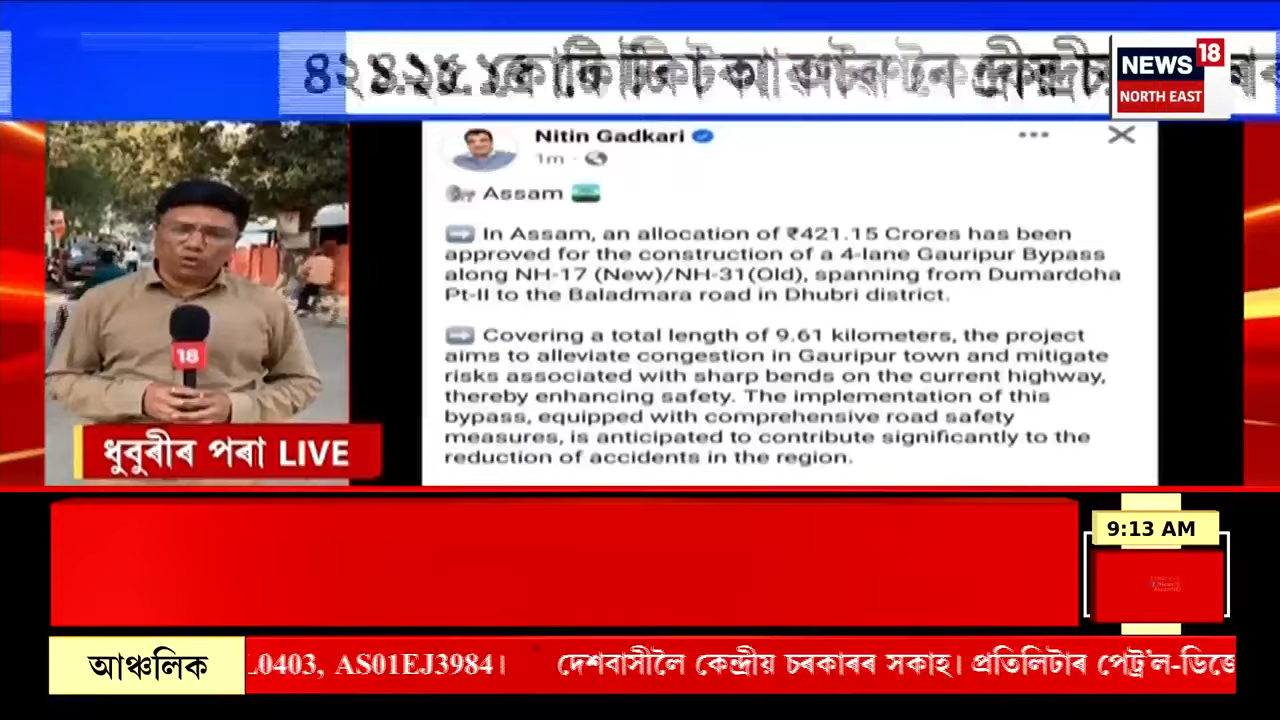 NEWS 18
NORTH EAST
Nitin Gadkari
1m
Assam
In Assam, an allocation of ₹421.15 Crores has been
approved for the construction of a 4-lane Gauripur Bypass
along NH-17 (New)/NH-31(Old), spanning from Dumardoha
Pt-II to the Baladmara road in Dhubri district.
Covering a total length of 9.61 kilometers, the project
aims to alleviate congestion in Gauripur town and mitigate
risks associated with sharp bends on the current highway,
thereby enhancing safety. The implementation of this
bypass, equipped with comprehensive road safety
measures, is anticipated to contribute significantly to the
reduction of accidents in the region.
18
ধুবুৰীৰ পৰা LIVE
9:13 AM
আঞ্চলিক
0403, AS01EJ3984। দেশবাসীলৈ কেন্দ্ৰীয় চৰকাৰৰ সকাহ। প্ৰতিলিটাৰ পেট্ৰ'ল-ডিজে